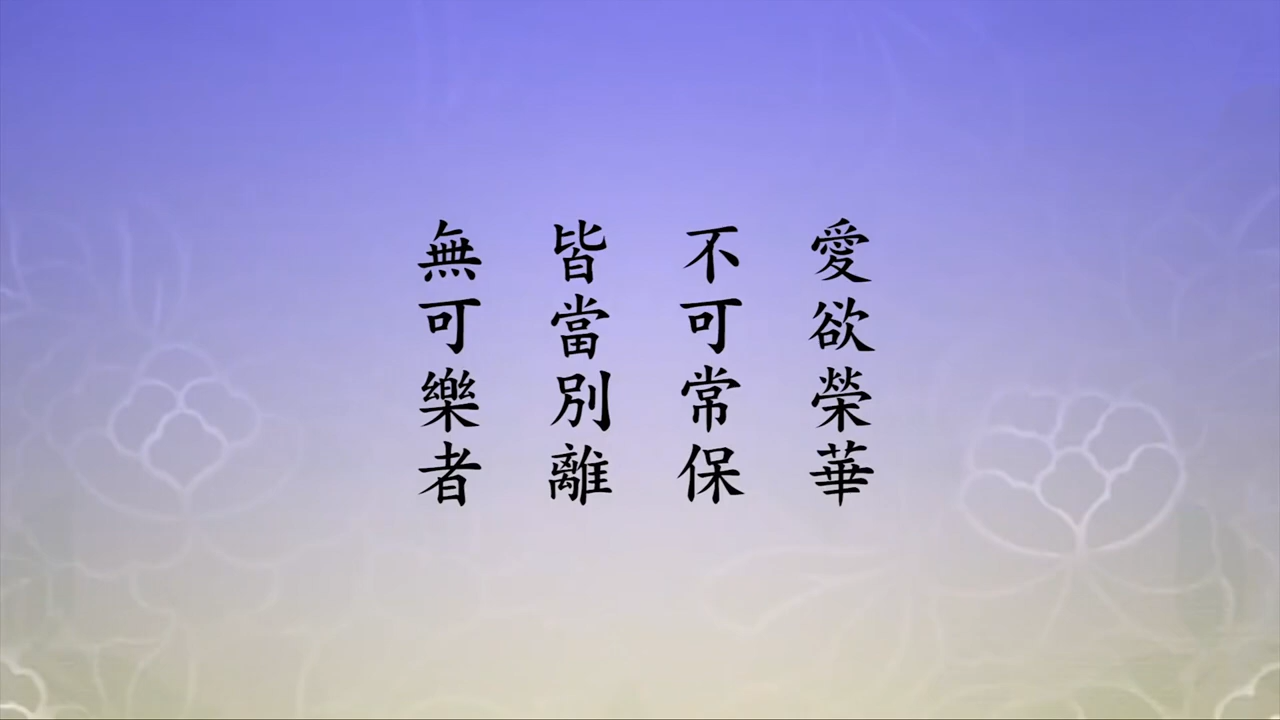 愛欲榮華
不可常保
皆當別離
無可樂者